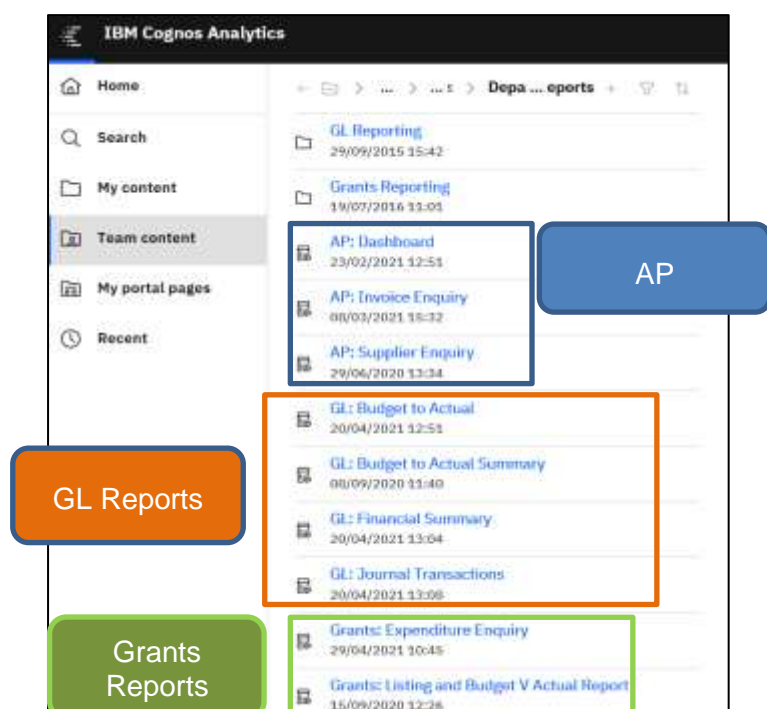 IBM Cognos Analytics
Home
Search
My content
Team content
My portal pages
Recent
... > ... s > Depa ... eports
GL Reporting
29/09/2015 15:42
Grants Reporting
19/07/2016 11:01
AP: Dashboard
23/02/2021 12:51
AP: Invoice Enquiry
08/03/2021 15:32
AP: Supplier Enquiry
29/06/2020 13:34
AP
GL: Budget to Actual
20/04/2021 12:51
GL: Budget to Actual Summary
08/09/2020 11:40
GL: Financial Summary
20/04/2021 13:04
GL: Journal Transactions
20/04/2021 13:08
GL Reports
Grants: Expenditure Enquiry
29/04/2021 10:45
Grants: Listing and Budget V Actual Report
15/09/2020 12:26
Grants
Reports